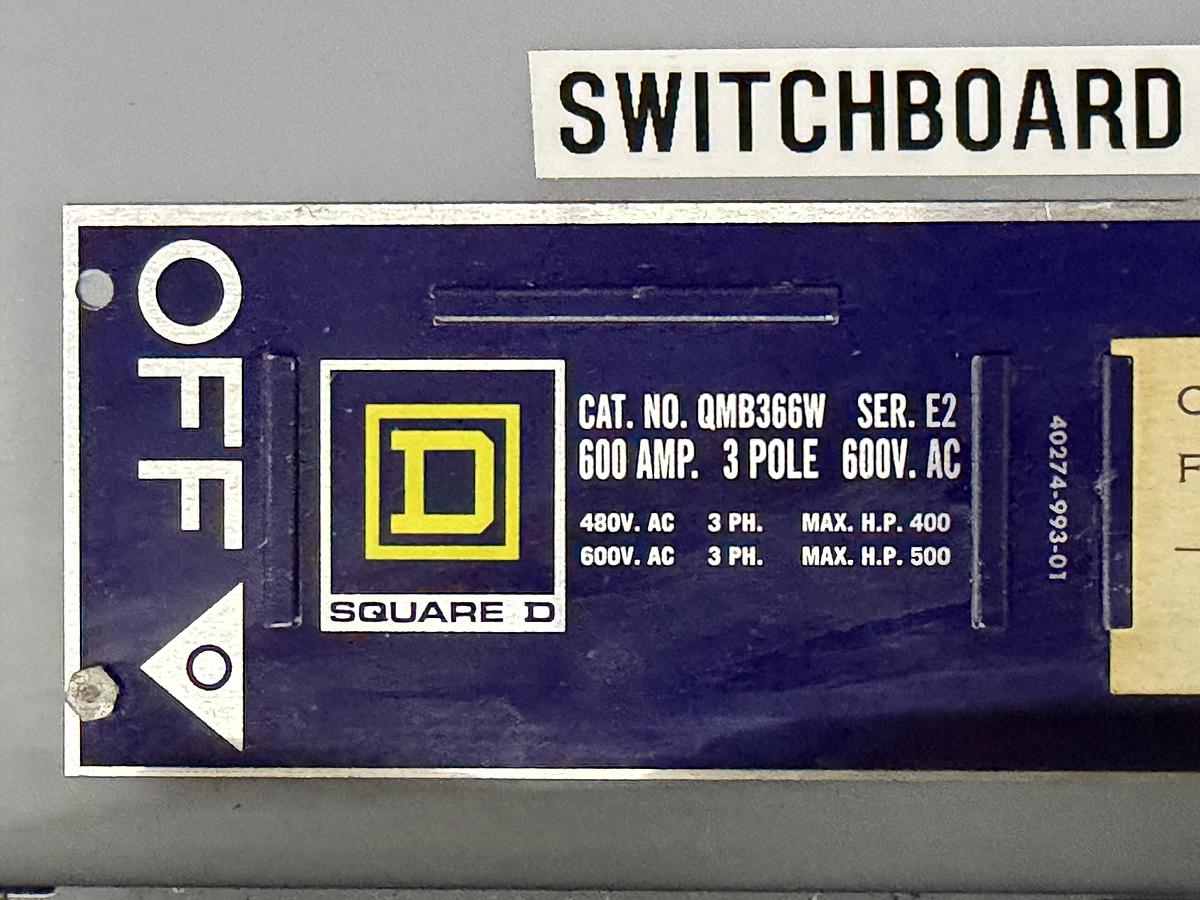 SWITCHBOARD
OFF
O
D
SQUARE D
CAT. NO. QMB366W SER. E2
600 AMP. 3 POLE 600V. AC
480V. AC 3 PH. MAX. H.P. 400
600V. AC 3 PH. MAX. H.P. 500
40274-993-01